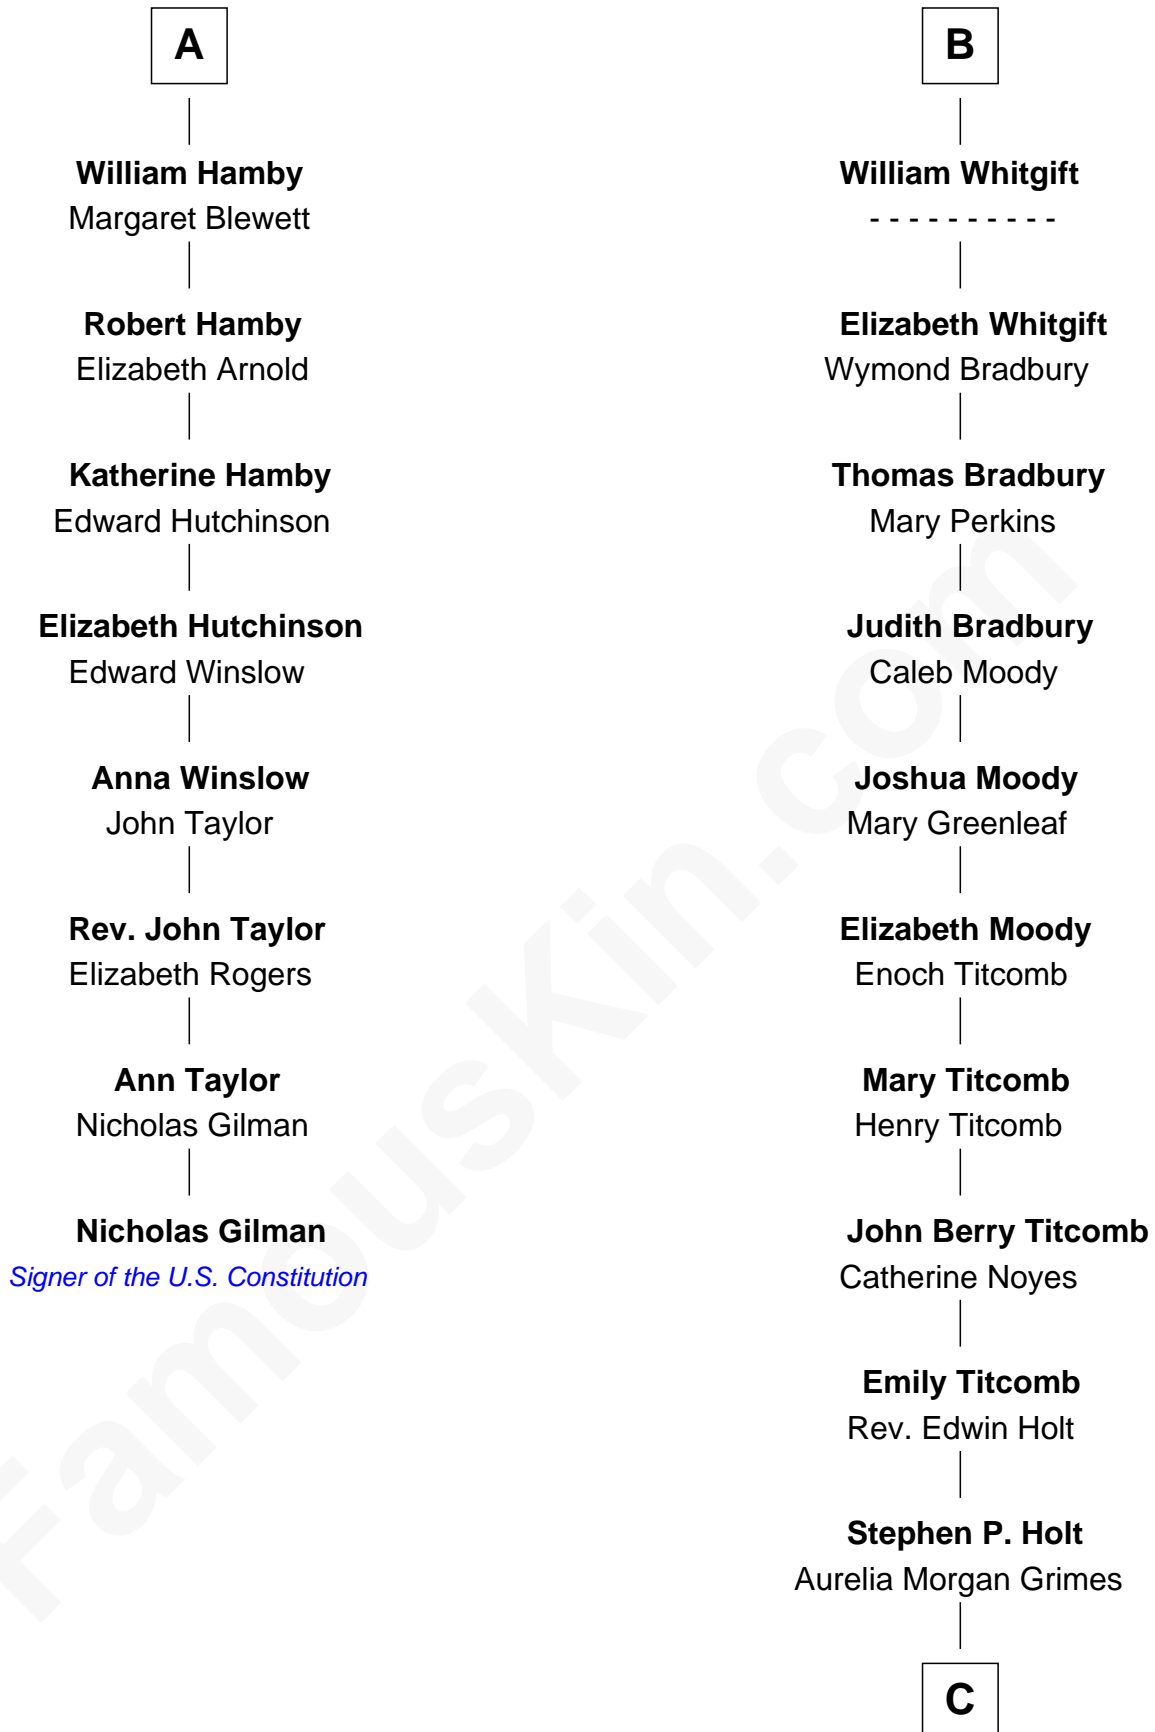 A
William Hamby
Margaret Blewett
Robert Hamby
Elizabeth Arnold
Katherine Hamby
Edward Hutchinson
Elizabeth Hutchinson
Edward Winslow
Anna Winslow
John Taylor
Rev. John Taylor
Elizabeth Rogers
Ann Taylor
Nicholas Gilman
Nicholas Gilman
Signer of the U.S. Constitution
B
William Whitgift
- - - - - - - - - -
Elizabeth Whitgift
Wymond Bradbury
Thomas Bradbury
Mary Perkins
Judith Bradbury
Caleb Moody
Joshua Moody
Mary Greenleaf
Elizabeth Moody
Enoch Titcomb
Mary Titcomb
Henry Titcomb
John Berry Titcomb
Catherine Noyes
Emily Titcomb
Rev. Edwin Holt
Stephen P. Holt
Aurelia Morgan Grimes
C
FamousKin.com